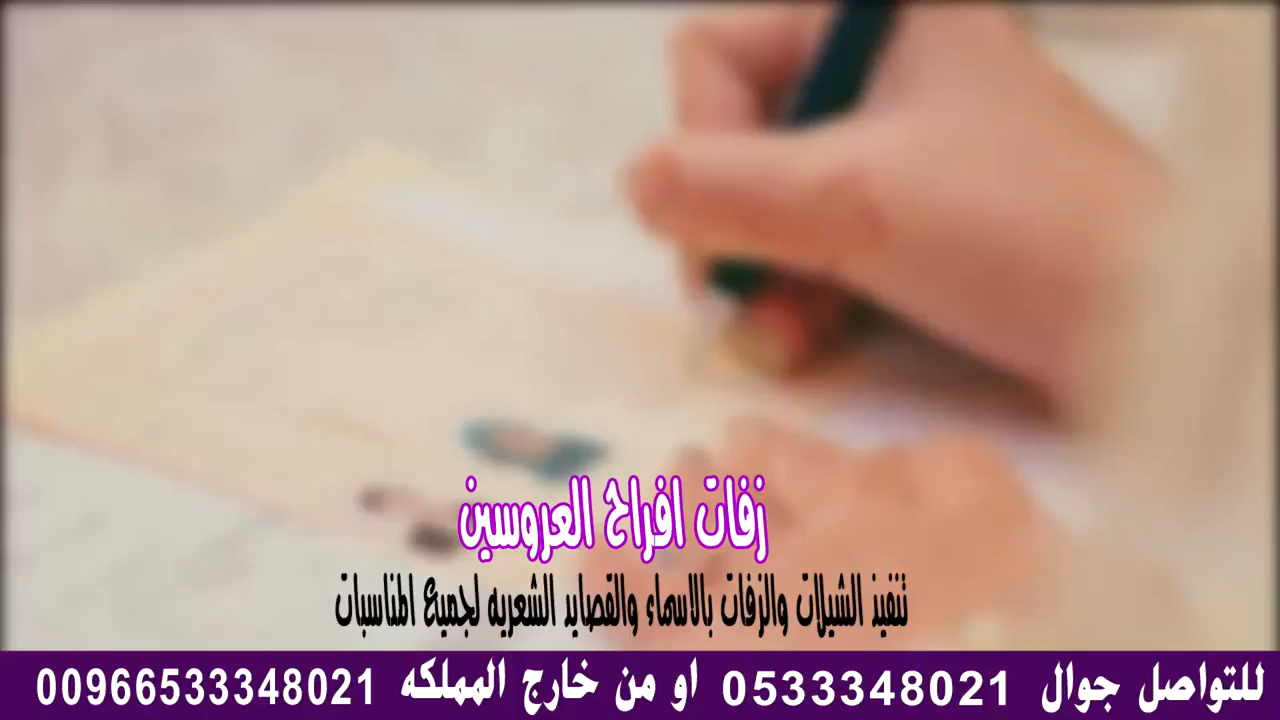 زفات افراح العروسين
تنفيذ الشيلات والزفات بالاسماء والقصايد الشعريه لجميع المناسبات
للتواصل جوال 0533348021 او من خارج المملكه 00966533348021